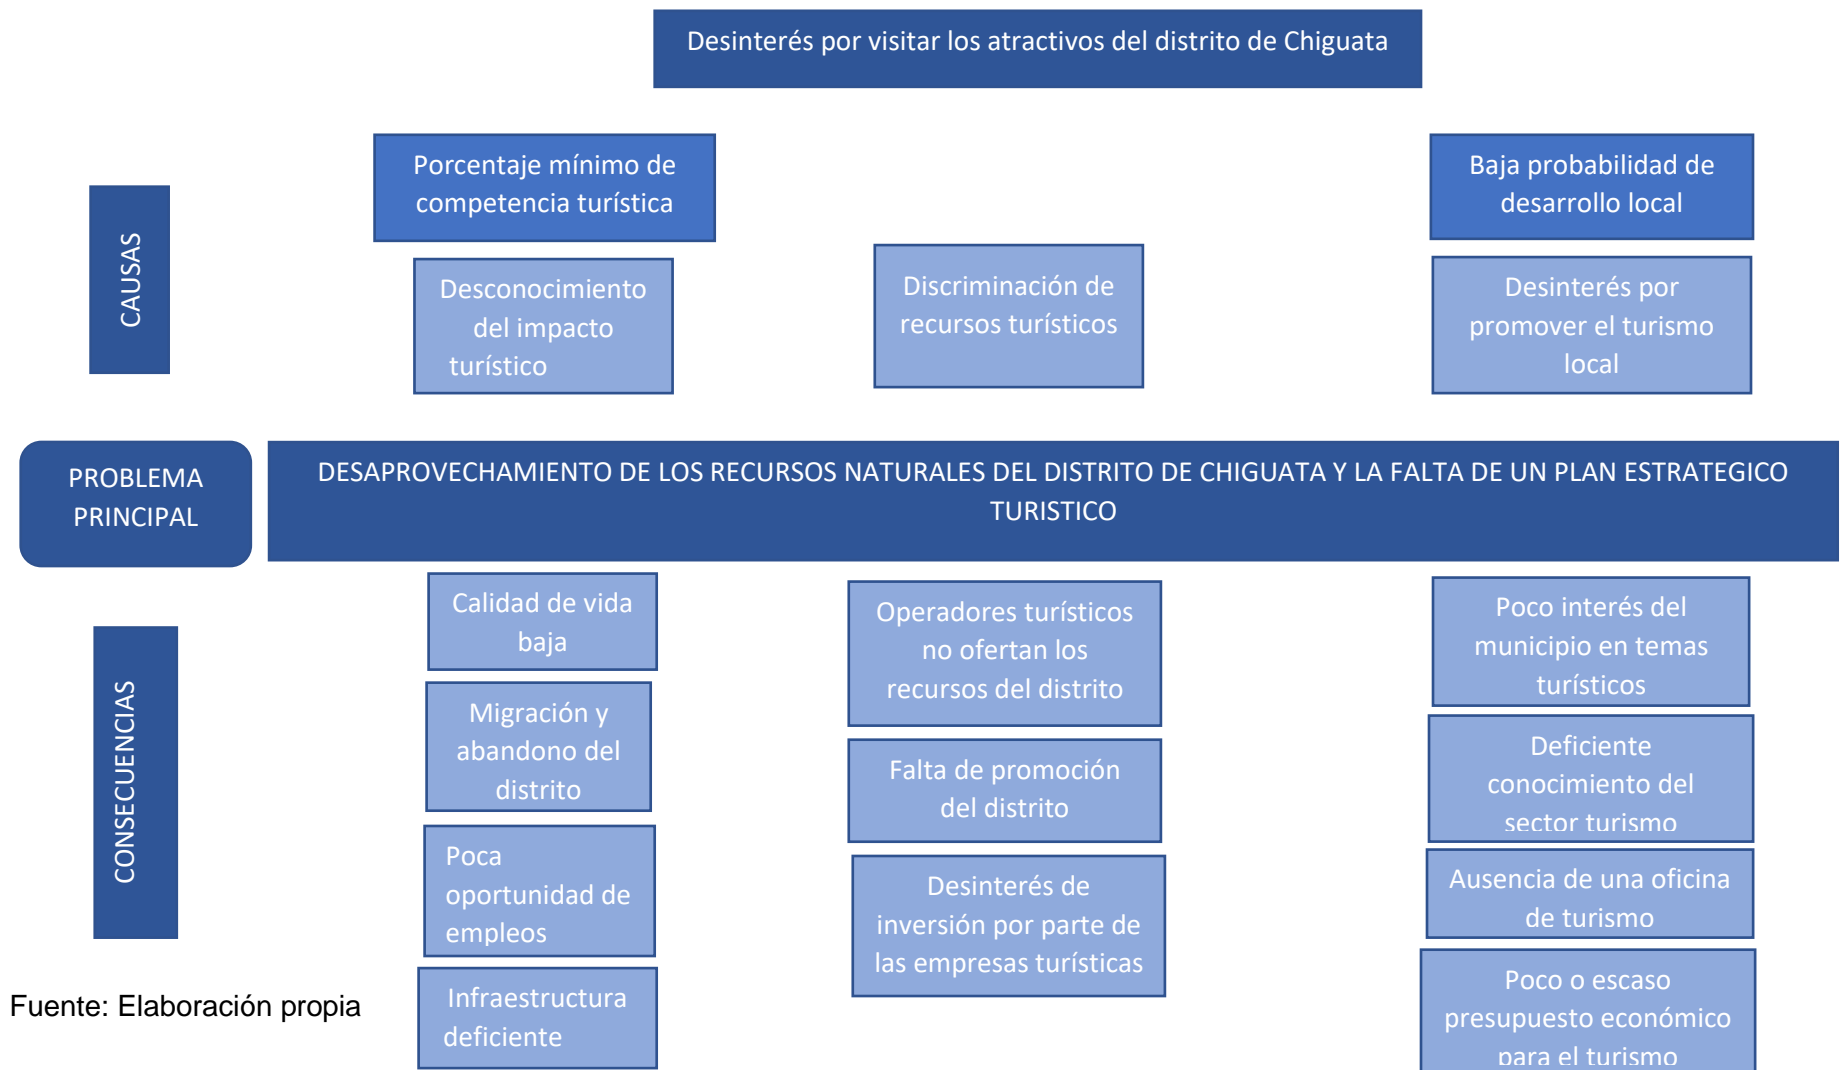 Desinterés por visitar los atractivos del distrito de Chiguata
CAUSAS
Porcentaje mínimo de
competencia turística
Baja probabilidad de
desarrollo local
Desconocimiento
del impacto
turístico
Discriminación de
recursos turísticos
Desinterés por
promover el turismo
local
PROBLEMA
PRINCIPAL
DESAPROVECHAMIENTO DE LOS RECURSOS NATURALES DEL DISTRITO DE CHIGUATA Y LA FALTA DE UN PLAN ESTRATEGICO
TURISTICO
CONSECUENCIAS
Calidad de vida
baja
Migración y
abandono del
distrito
Poca
oportunidad de
empleos
Infraestructura
deficiente
Operadores turísticos
no ofertan los
recursos del distrito
Falta de promoción
del distrito
Desinterés de
inversión por parte de
las empresas turísticas
Poco interés del
municipio en temas
turísticos
Deficiente
conocimiento del
sector turismo
Ausencia de una oficina
de turismo
Poco o escaso
presupuesto económico
para el turismo
Fuente: Elaboración propia